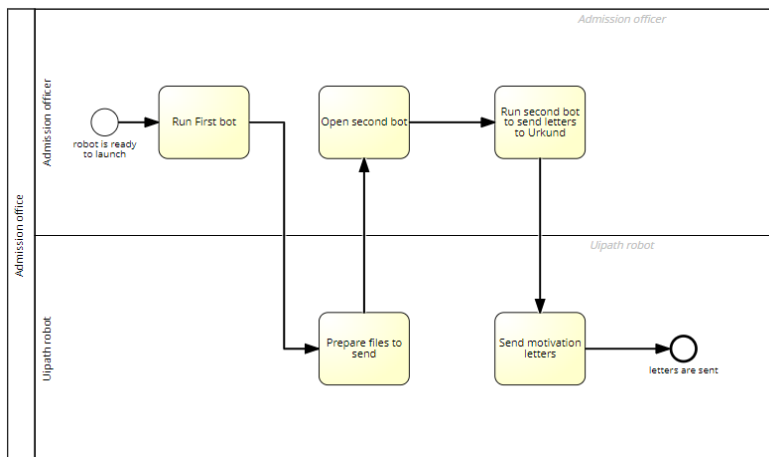 Admission office
Admission officer
Admission officer
robot is ready
to launch
Run First bot
Open second bot
Run second bot
to send letters
to Urkund
Uipath robot
Uipath robot
Prepare files to
send
Send motivation
letters
letters are sent